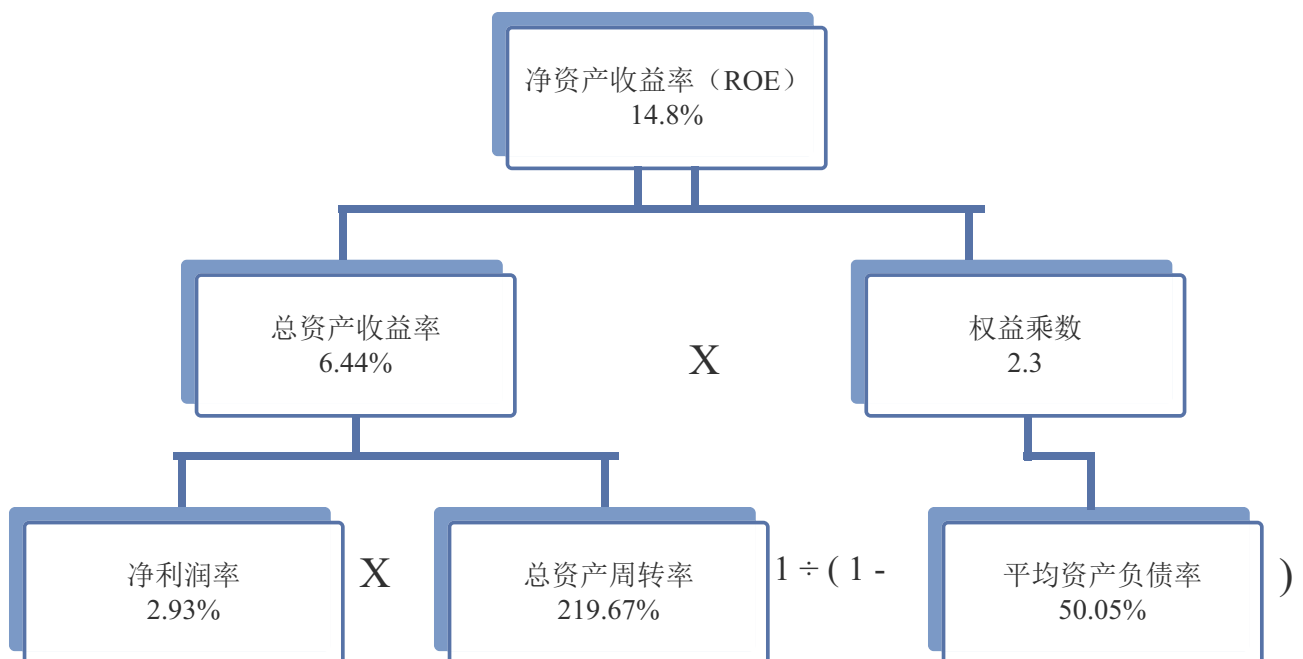 净资产收益率（ROE）
14.8%
总资产收益率
6.44%
X
权益乘数
2.3
净利润率
2.93%
X
总资产周转率
219.67%
1 ÷ ( 1 -
平均资产负债率
50.05%
)